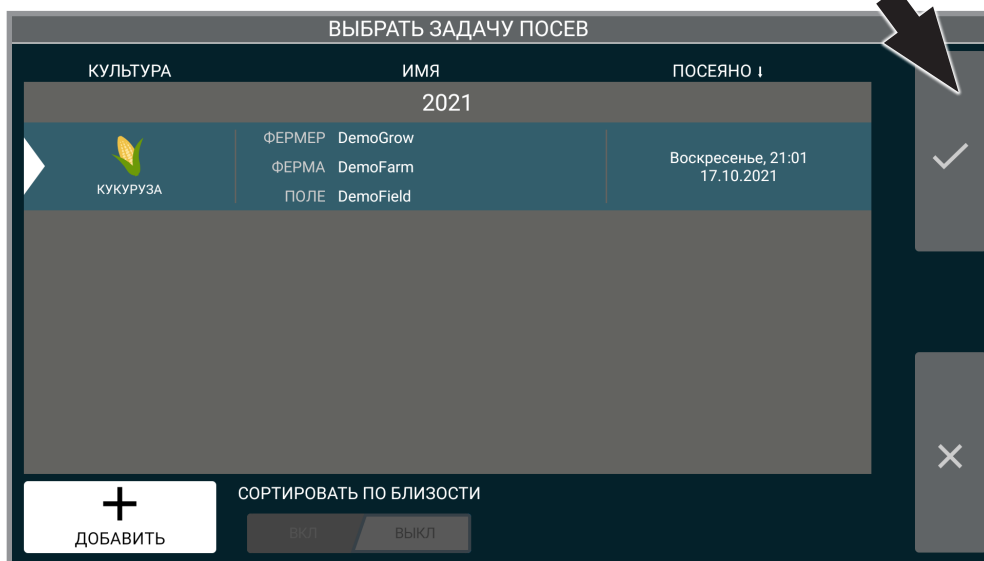 ВЫБРАТЬ ЗАДАЧУ ПОСЕВ
КУЛЬТУРА ИМЯ ПОСЕЯНО ↓
2021
ФЕРМЕР DemoGrow
ФЕРМА DemoFarm
ПОЛЕ DemoField
КУКУРУЗА
Воскресенье, 21:01
17.10.2021
ДОБАВИТЬ
СОРТИРОВАТЬ ПО БЛИЗОСТИ
ВКЛ ВЫКЛ